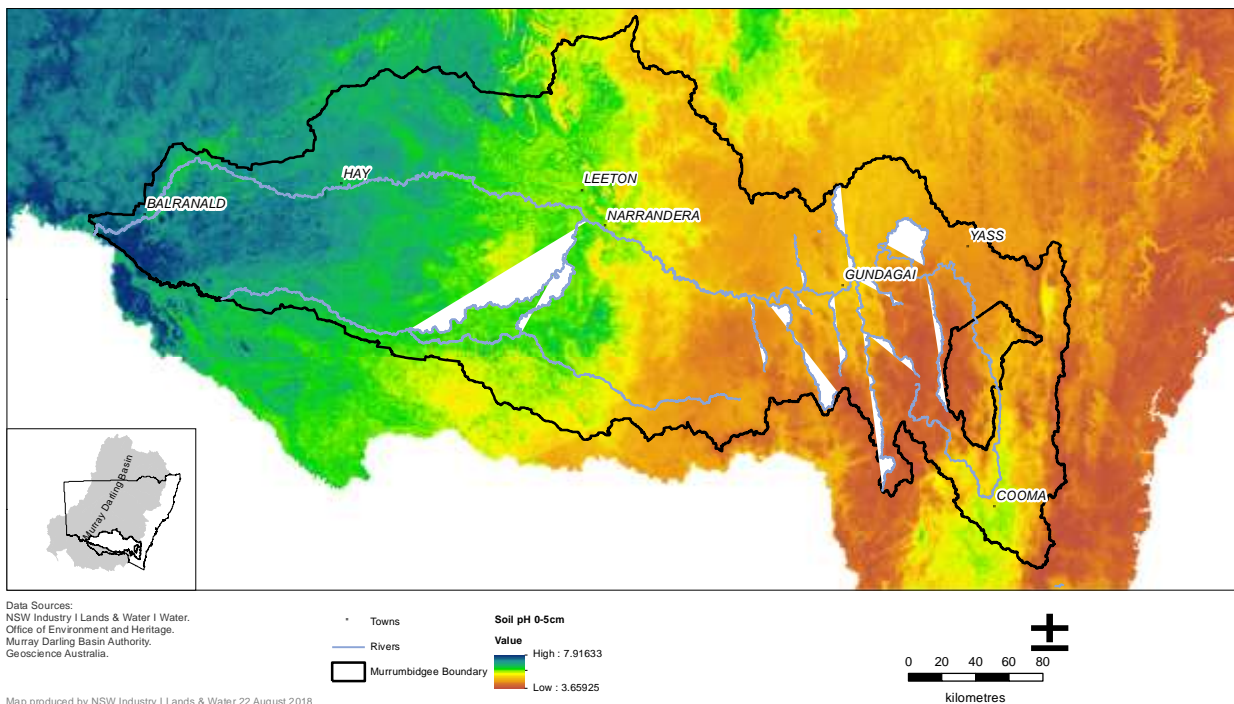 HAY
LEETON
BALRANALD
NARRANDERA
YASS
GUNDAGAI
COOMA
Murray Darling Basin
Data Sources:
NSW Industry I Lands & Water I Water.
Office of Environment and Heritage.
Murray Darling Basin Authority.
Geoscience Australia.
Towns
Rivers
Murrumbidgee Boundary
Soil pH 0-5cm
Value
High : 7.91633
Low : 3.65925
0 20 40 60 80
kilometres
Map produced by NSW Industry I Lands & Water 22 August 2018